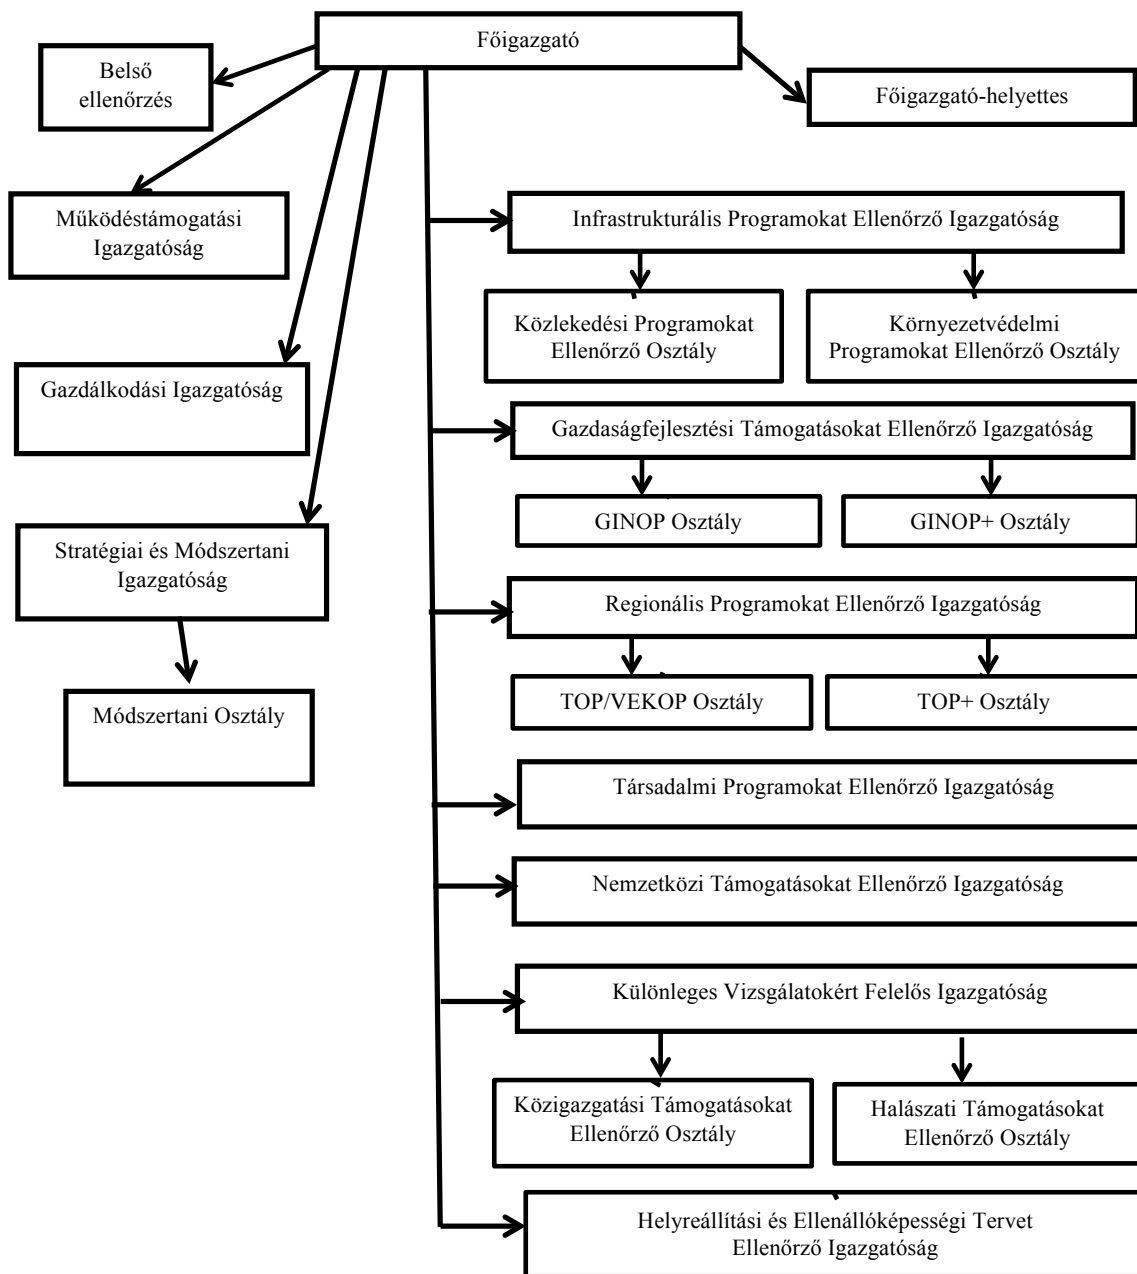 Főigazgató
Belső
ellenőrzés
Főigazgató-helyettes
Működéstámogatási
Igazgatóság
Infrastrukturális Programokat Ellenőrző Igazgatóság
Közlekedési Programokat
Ellenőrző Osztály
Környezetvédelmi
Programokat Ellenőrző Osztály
Gazdálkodási Igazgatóság
Gazdaságfejlesztési Támogatásokat Ellenőrző Igazgatóság
GINOP Osztály
GINOP+ Osztály
Stratégiai és Módszertani
Igazgatóság
Regionális Programokat Ellenőrző Igazgatóság
TOP/VEKOP Osztály
TOP+ Osztály
Módszertani Osztály
Társadalmi Programokat Ellenőrző Igazgatóság
Nemzetközi Támogatásokat Ellenőrző Igazgatóság
Különleges Vizsgálatokért Felelős Igazgatóság
Közigazgatási Támogatásokat
Ellenőrző Osztály
Halászati Támogatásokat
Ellenőrző Osztály
Helyreállítási és Ellenállóképességi Tervet
Ellenőrző Igazgatóság